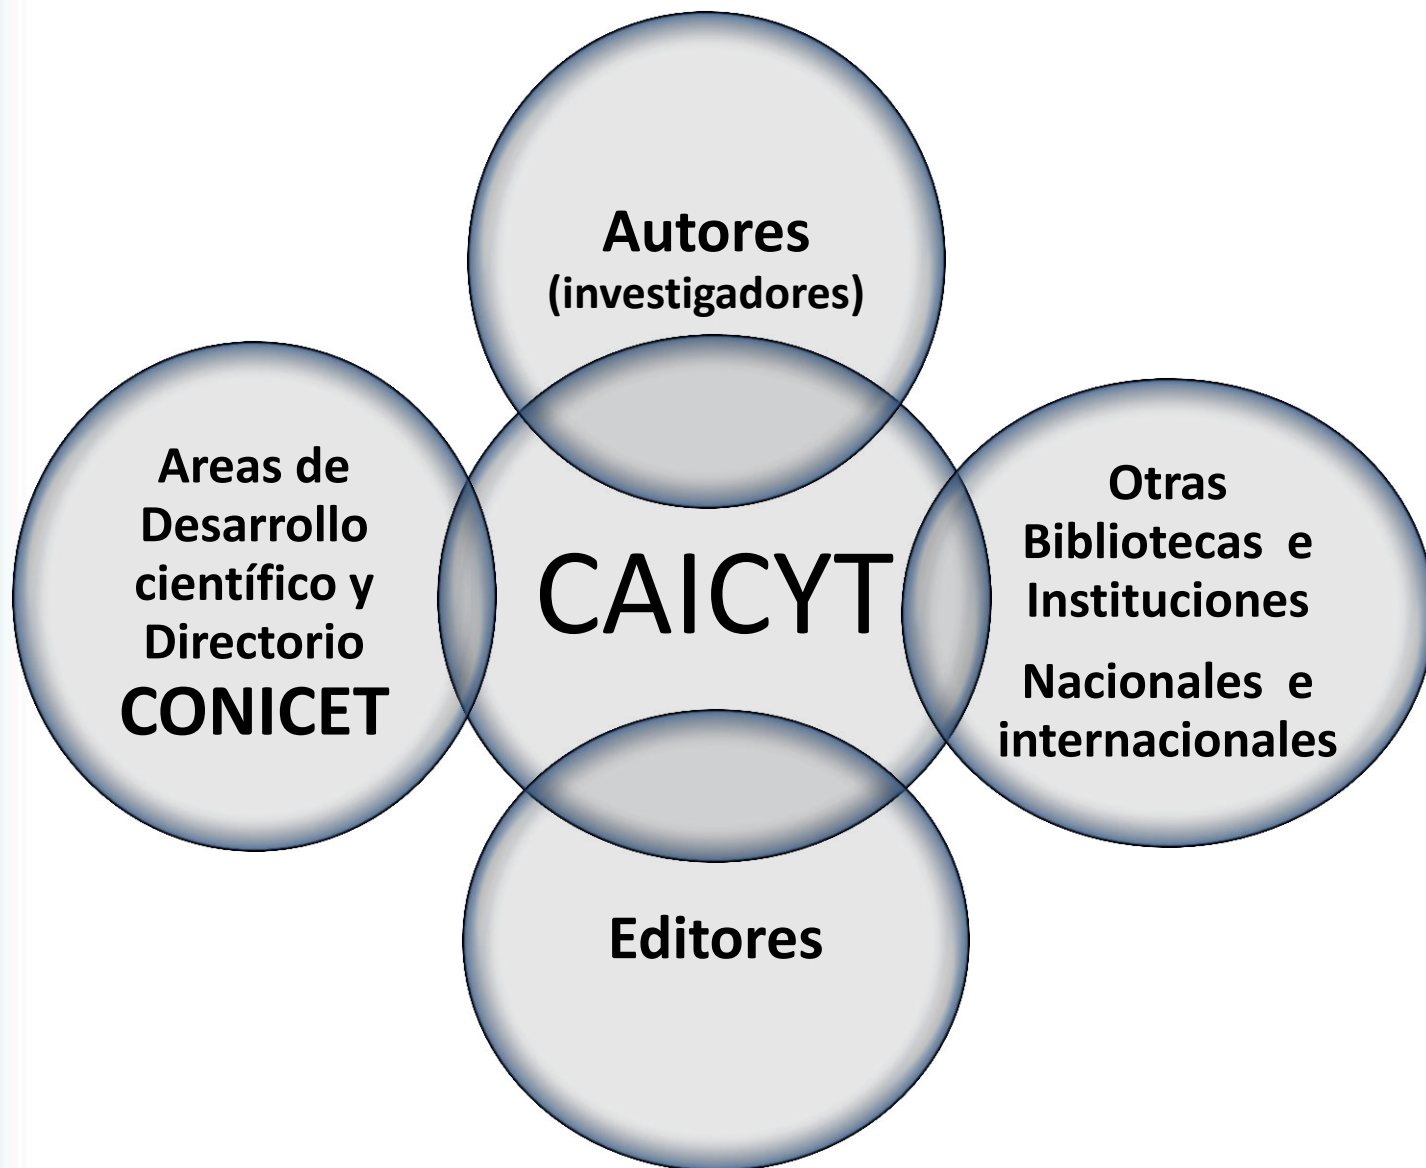 Autores
(investigadores)
Areas de
Desarrollo
científico y
Directorio
CONICET
CAICYT
Otras
Bibliotecas e
Instituciones
Nacionales e
internacionales
Editores